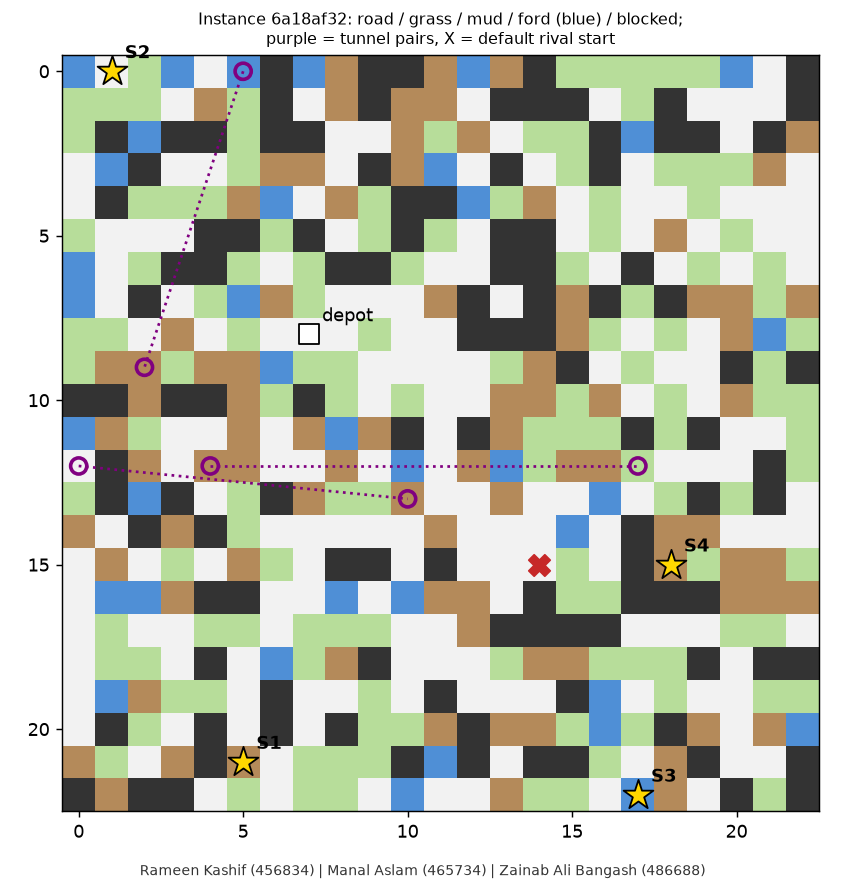 Instance 6a18af32: road / grass / mud / ford (blue) / blocked;
purple = tunnel pairs, X = default rival start
0
S2
5
depot
10
15
S4
20
S1
S3
0
5
10
15
20
Rameen Kashif (456834) | Manal Aslam (465734) | Zainab Ali Bangash (486688)